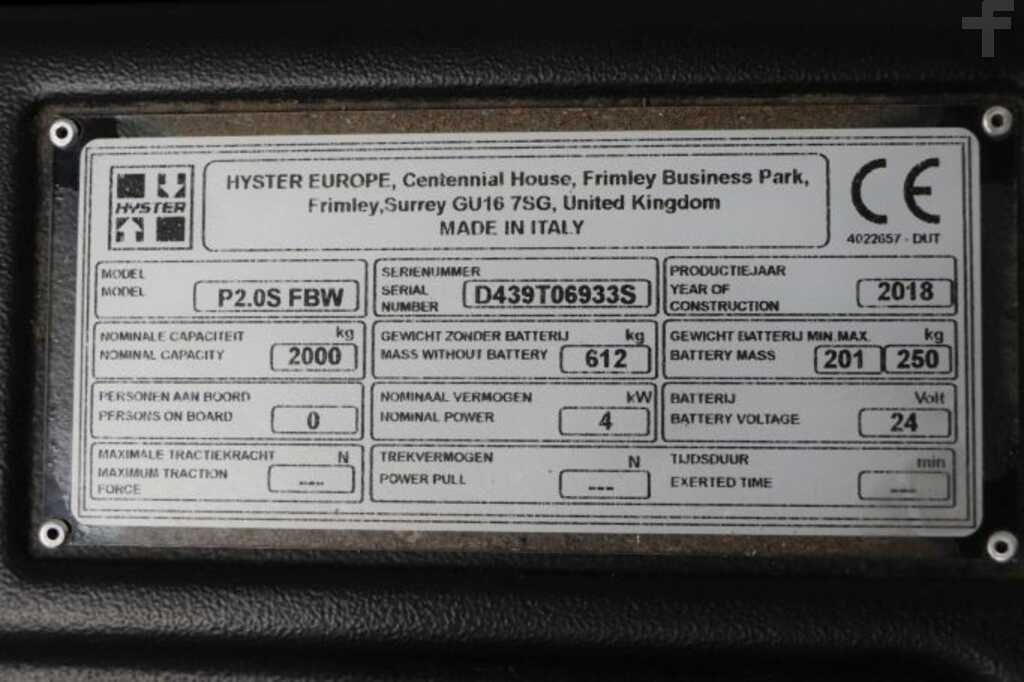 HYSTER
HYSTER EUROPE, Centennial House, Frimley Business Park,
Frimley,Surrey GU16 7SG, United Kingdom
MADE IN ITALY
CE
4022657 - DUT
MODEL
MODEL
P2.0S FBW
SERIENUMMER
SERIAL
NUMBER
D439T06933S
PRODUCTIEJAAR
YEAR OF
CONSTRUCTION
2018
NOMINALE CAPACITEIT kg
NOMINAL CAPACITY 2000
GEWICHT ZONDER BATTERIJ kg
MASS WITHOUT BATTERY 612
GEWICHT BATTERIJ MIN.MAX. kg
BATTERY MASS 201 250
PERSONEN AAN BOORD
PERSONS ON BOARD 0
NOMINAAL VERMOGEN kW
NOMINAL POWER 4
BATTERIJ Volt
BATTERY VOLTAGE 24
MAXIMALE TRACTIEKRACHT N
MAXIMUM TRACTION
FORCE
---
TREKVERMOGEN N
POWER PULL ---
TIJDSDUUR min
EXERTED TIME ---
f